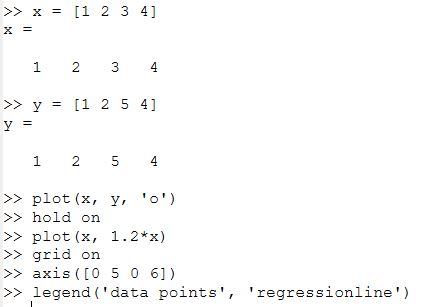 >> x = [1 2 3 4]
x =
1 2 3 4
>> y = [1 2 5 4]
y =
1 2 5 4
>> plot(x, y, 'o')
>> hold on
>> plot(x, 1.2*x)
>> grid on
>> axis([0 5 0 6])
>> legend('data points', 'regressionline')